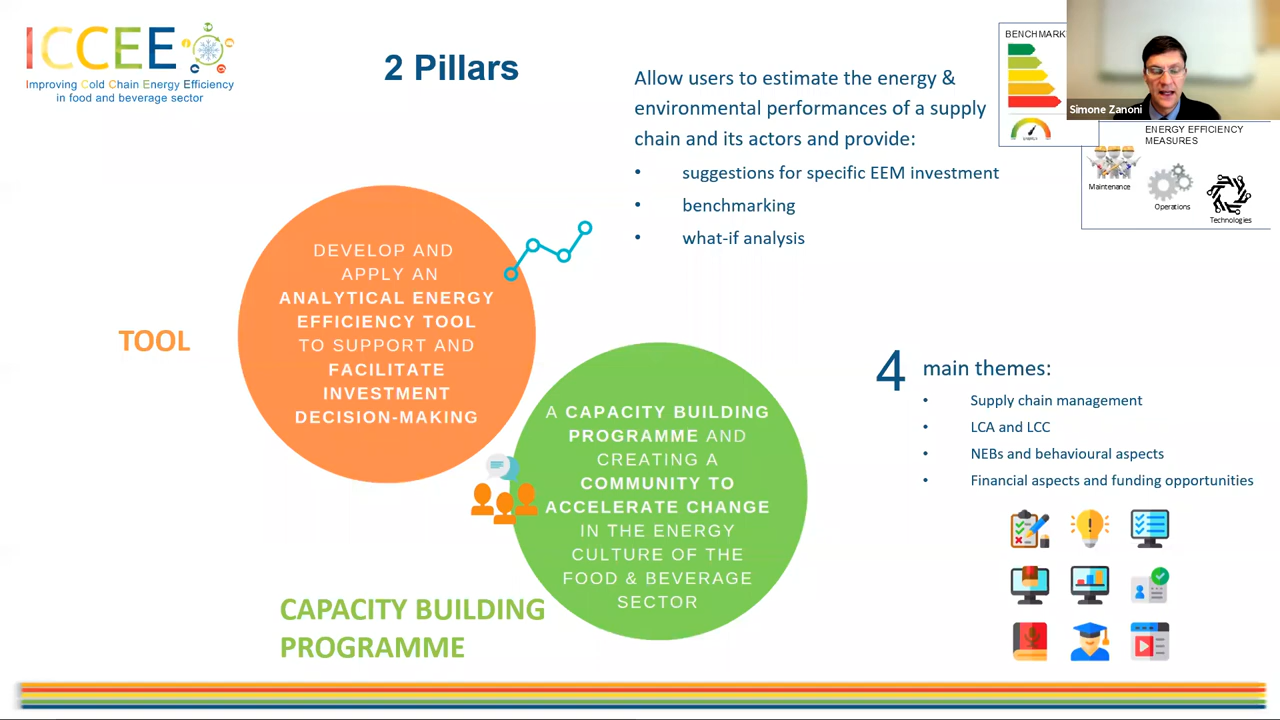 ICCEE
Improving Cold Chain Energy Efficiency
in food and beverage sector
2 Pillars
Allow users to estimate the energy &
environmental performances of a supply
chain and its actors and provide:
• suggestions for specific EEM investment
• benchmarking
• what-if analysis
BENCHMARK
Simone Zanoni
ENERGY EFFICIENCY
MEASURES
Maintenance
Operations
Technologies
TOOL
DEVELOP AND
APPLY AN
ANALYTICAL ENERGY
EFFICIENCY TOOL
TO SUPPORT AND
FACILITATE
INVESTMENT
DECISION-MAKING
A CAPACITY BUILDING
PROGRAMME AND
CREATING A
COMMUNITY TO
ACCELERATE CHANGE
IN THE ENERGY
CULTURE OF THE
FOOD & BEVERAGE
SECTOR
CAPACITY BUILDING
PROGRAMME
4 main themes:
• Supply chain management
• LCA and LCC
• NEBs and behavioural aspects
• Financial aspects and funding opportunities